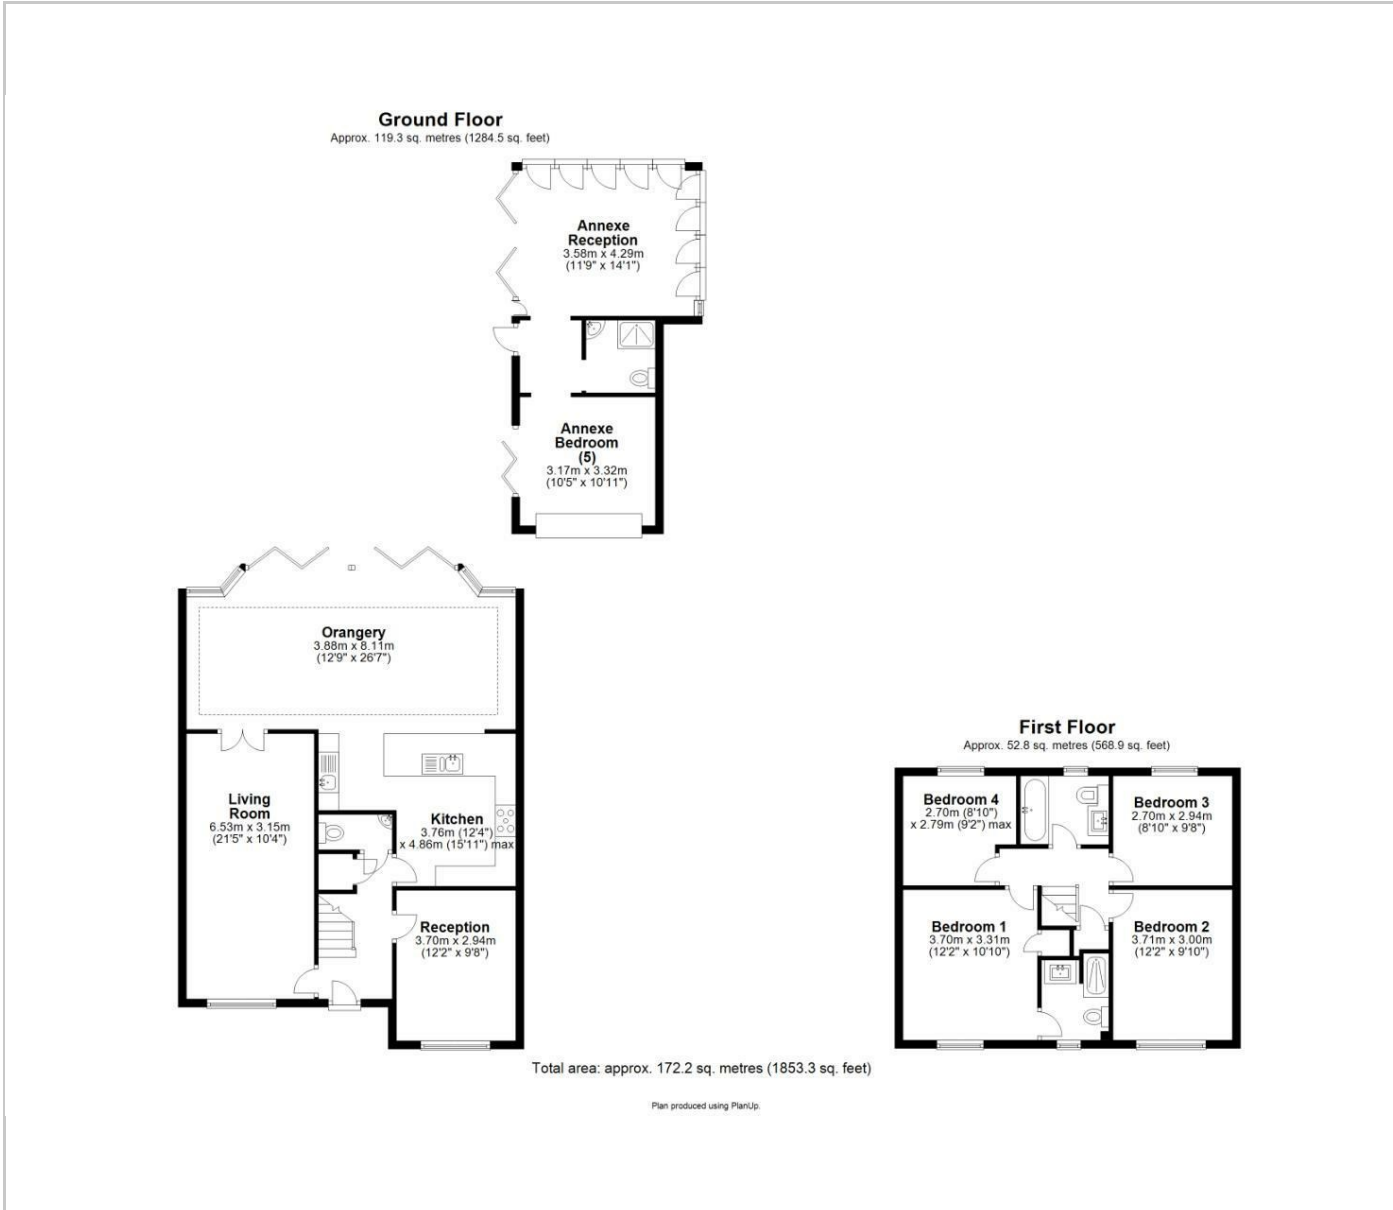 Ground Floor
Approx. 119.3 sq. metres (1284.5 sq. feet)
Annexe
Reception
3.58m x 4.29m
(11'9" x 14'1")
Annexe
Bedroom
(5)
3.17m x 3.32m
(10'5" x 10'11")
Orangery
3.88m x 8.11m
(12'9" x 26'7")
Living
Room
6.53m x 3.15m
(21'5" x 10'4")
Kitchen
3.76m (12'4")
x 4.86m (15'11") max
Reception
3.70m x 2.94m
(12'2" x 9'8")
First Floor
Approx. 52.8 sq. metres (568.9 sq. feet)
Bedroom 4
2.70m (8'10")
x 2.79m (9'2") max
Bedroom 3
2.70m x 2.94m
(8'10" x 9'8")
Bedroom 1
3.70m x 3.31m
(12'2" x 10'10")
Bedroom 2
3.71m x 3.00m
(12'2" x 9'10")
Total area: approx. 172.2 sq. metres (1853.3 sq. feet)
Plan produced using PlanUp.